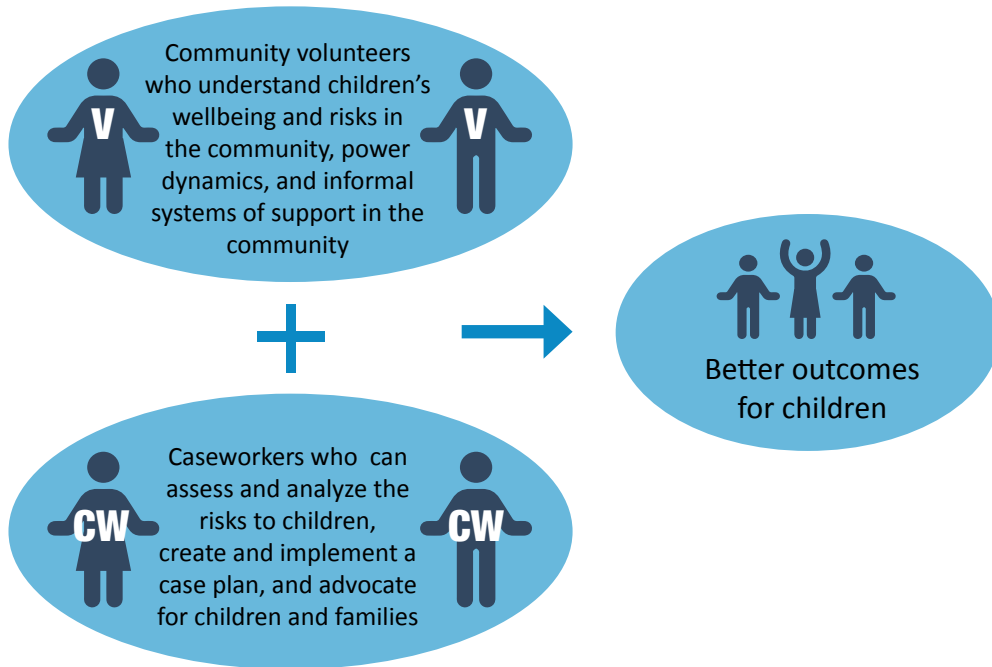 Community volunteers
who understand children’s
wellbeing and risks in
the community, power
dynamics, and informal
systems of support in the
community
V
V
Caseworkers who  can
assess and analyze the
risks to children,
create and implement a
case plan, and advocate
for children and families
CW
CW
Better outcomes
for children